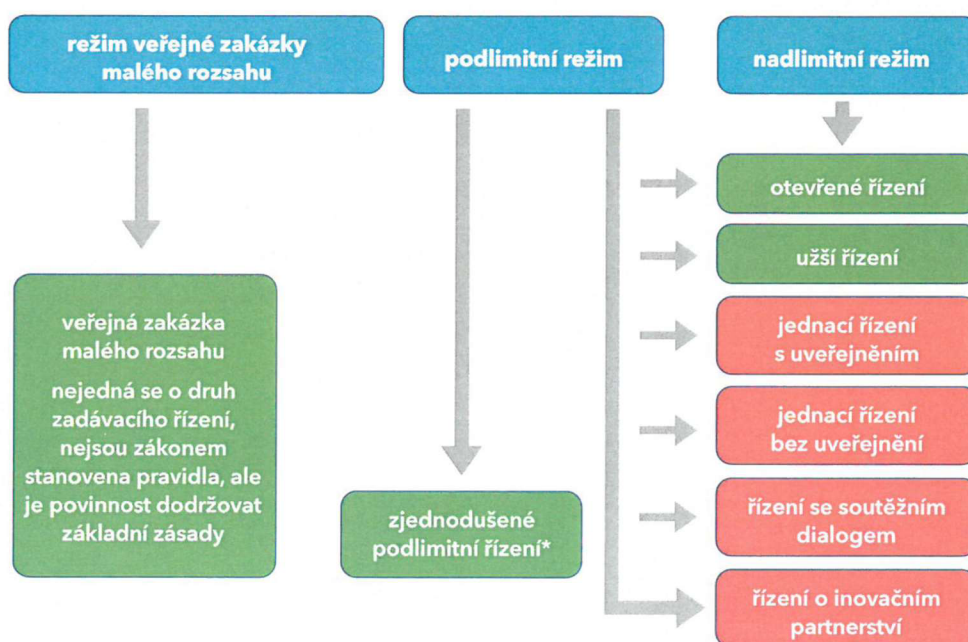 režim veřejné zakázky
malého rozsahu
podlimitní režim
nadlimitní režim
veřejná zakázka
malého rozsahu
nejedná se o druh
zadávacího řízení,
nejsou zákonem
stanovena pravidla, ale
je povinnost dodržovat
základní zásady
zjednodušené
podlimitní řízení*
otevřené řízení
užší řízení
jednací řízení
s uveřejněním
jednací řízení
bez uveřejnění
řízení se soutěžním
dialogem
řízení o inovačním
partnerství